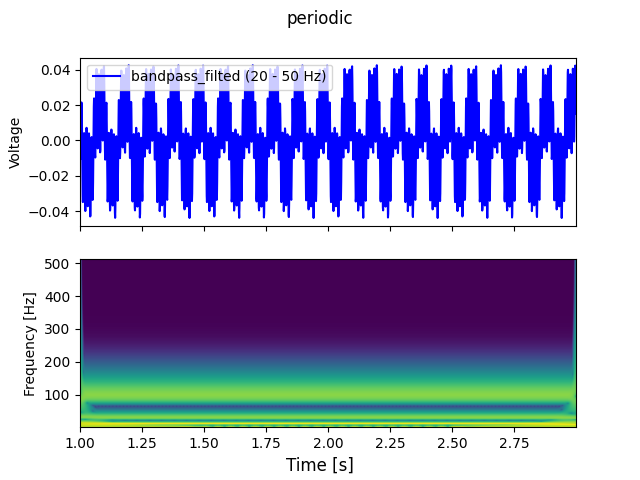 periodic
bandpass_filted (20 - 50 Hz)
Voltage
0.04
0.02
0.00
−0.02
−0.04
Frequency [Hz]
500
400
300
200
100
1.00 1.25 1.50 1.75 2.00 2.25 2.50 2.75
Time [s]